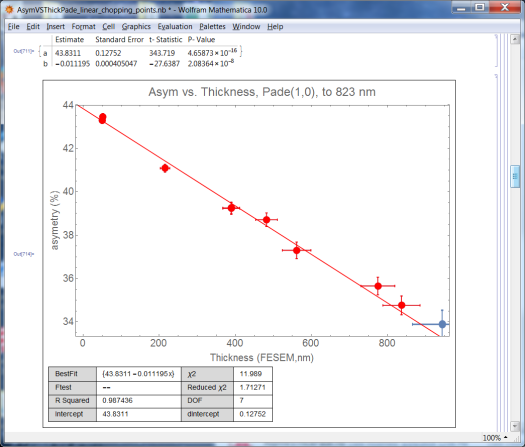 AsymVSThickPade_linear_chopping_points.nb * - Wolfram Mathematica 10.0
File Edit Insert Format Cell Graphics Evaluation Palettes Window Help
Estimate Standard Error t- Statistic P- Value
Out[711]= a 43.8311 0.12752 343.719 4.65873×10⁻¹⁶
b −0.011195 0.000405047 −27.6387 2.08364×10⁻⁸
Asym vs. Thickness, Pade(1,0), to 823 nm
44
42
40
38
36
34
asymetry (%)
Out[714]=
0 200 400 600 800
Thickness (FESEM,nm)
BestFit {43.8311 − 0.011195 x} χ2 11.989
Ftest -- Reduced χ2 1.71271
R Squared 0.987436 DOF 7
Intercept 43.8311 dIntercept 0.12752
100%